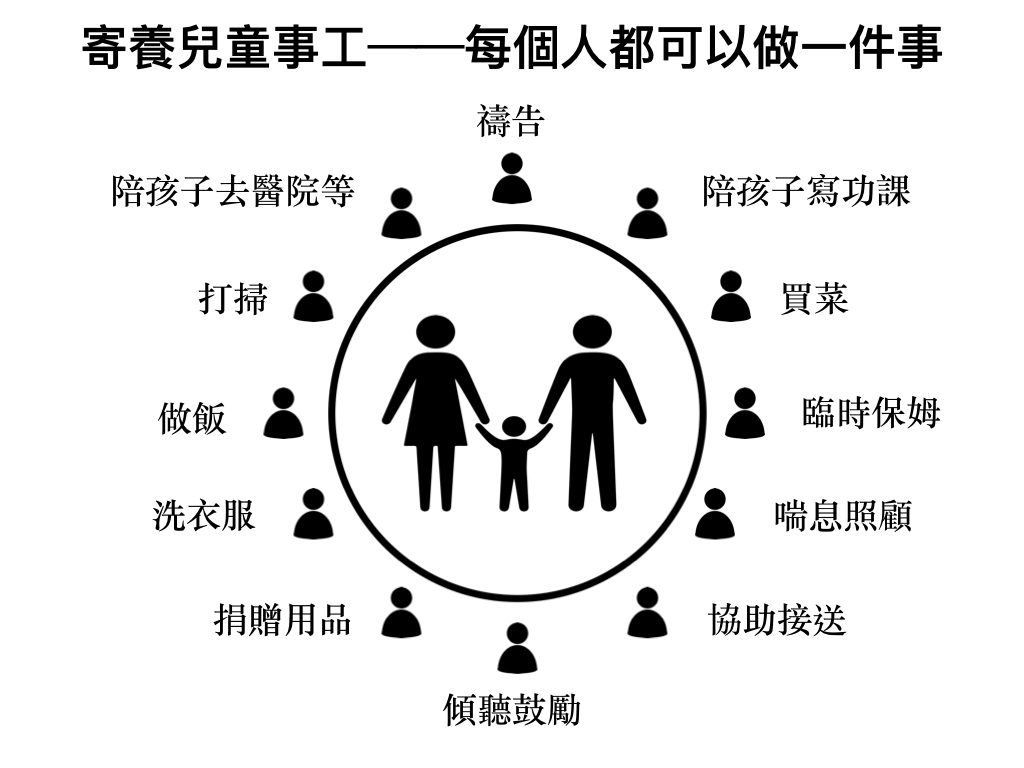 寄養兒童事工——每個人都可以做一件事
禱告
陪孩子去醫院等
陪孩子寫功課
打掃
買菜
做飯
臨時保姆
洗衣服
喘息照顧
捐贈用品
協助接送
傾聽鼓勵